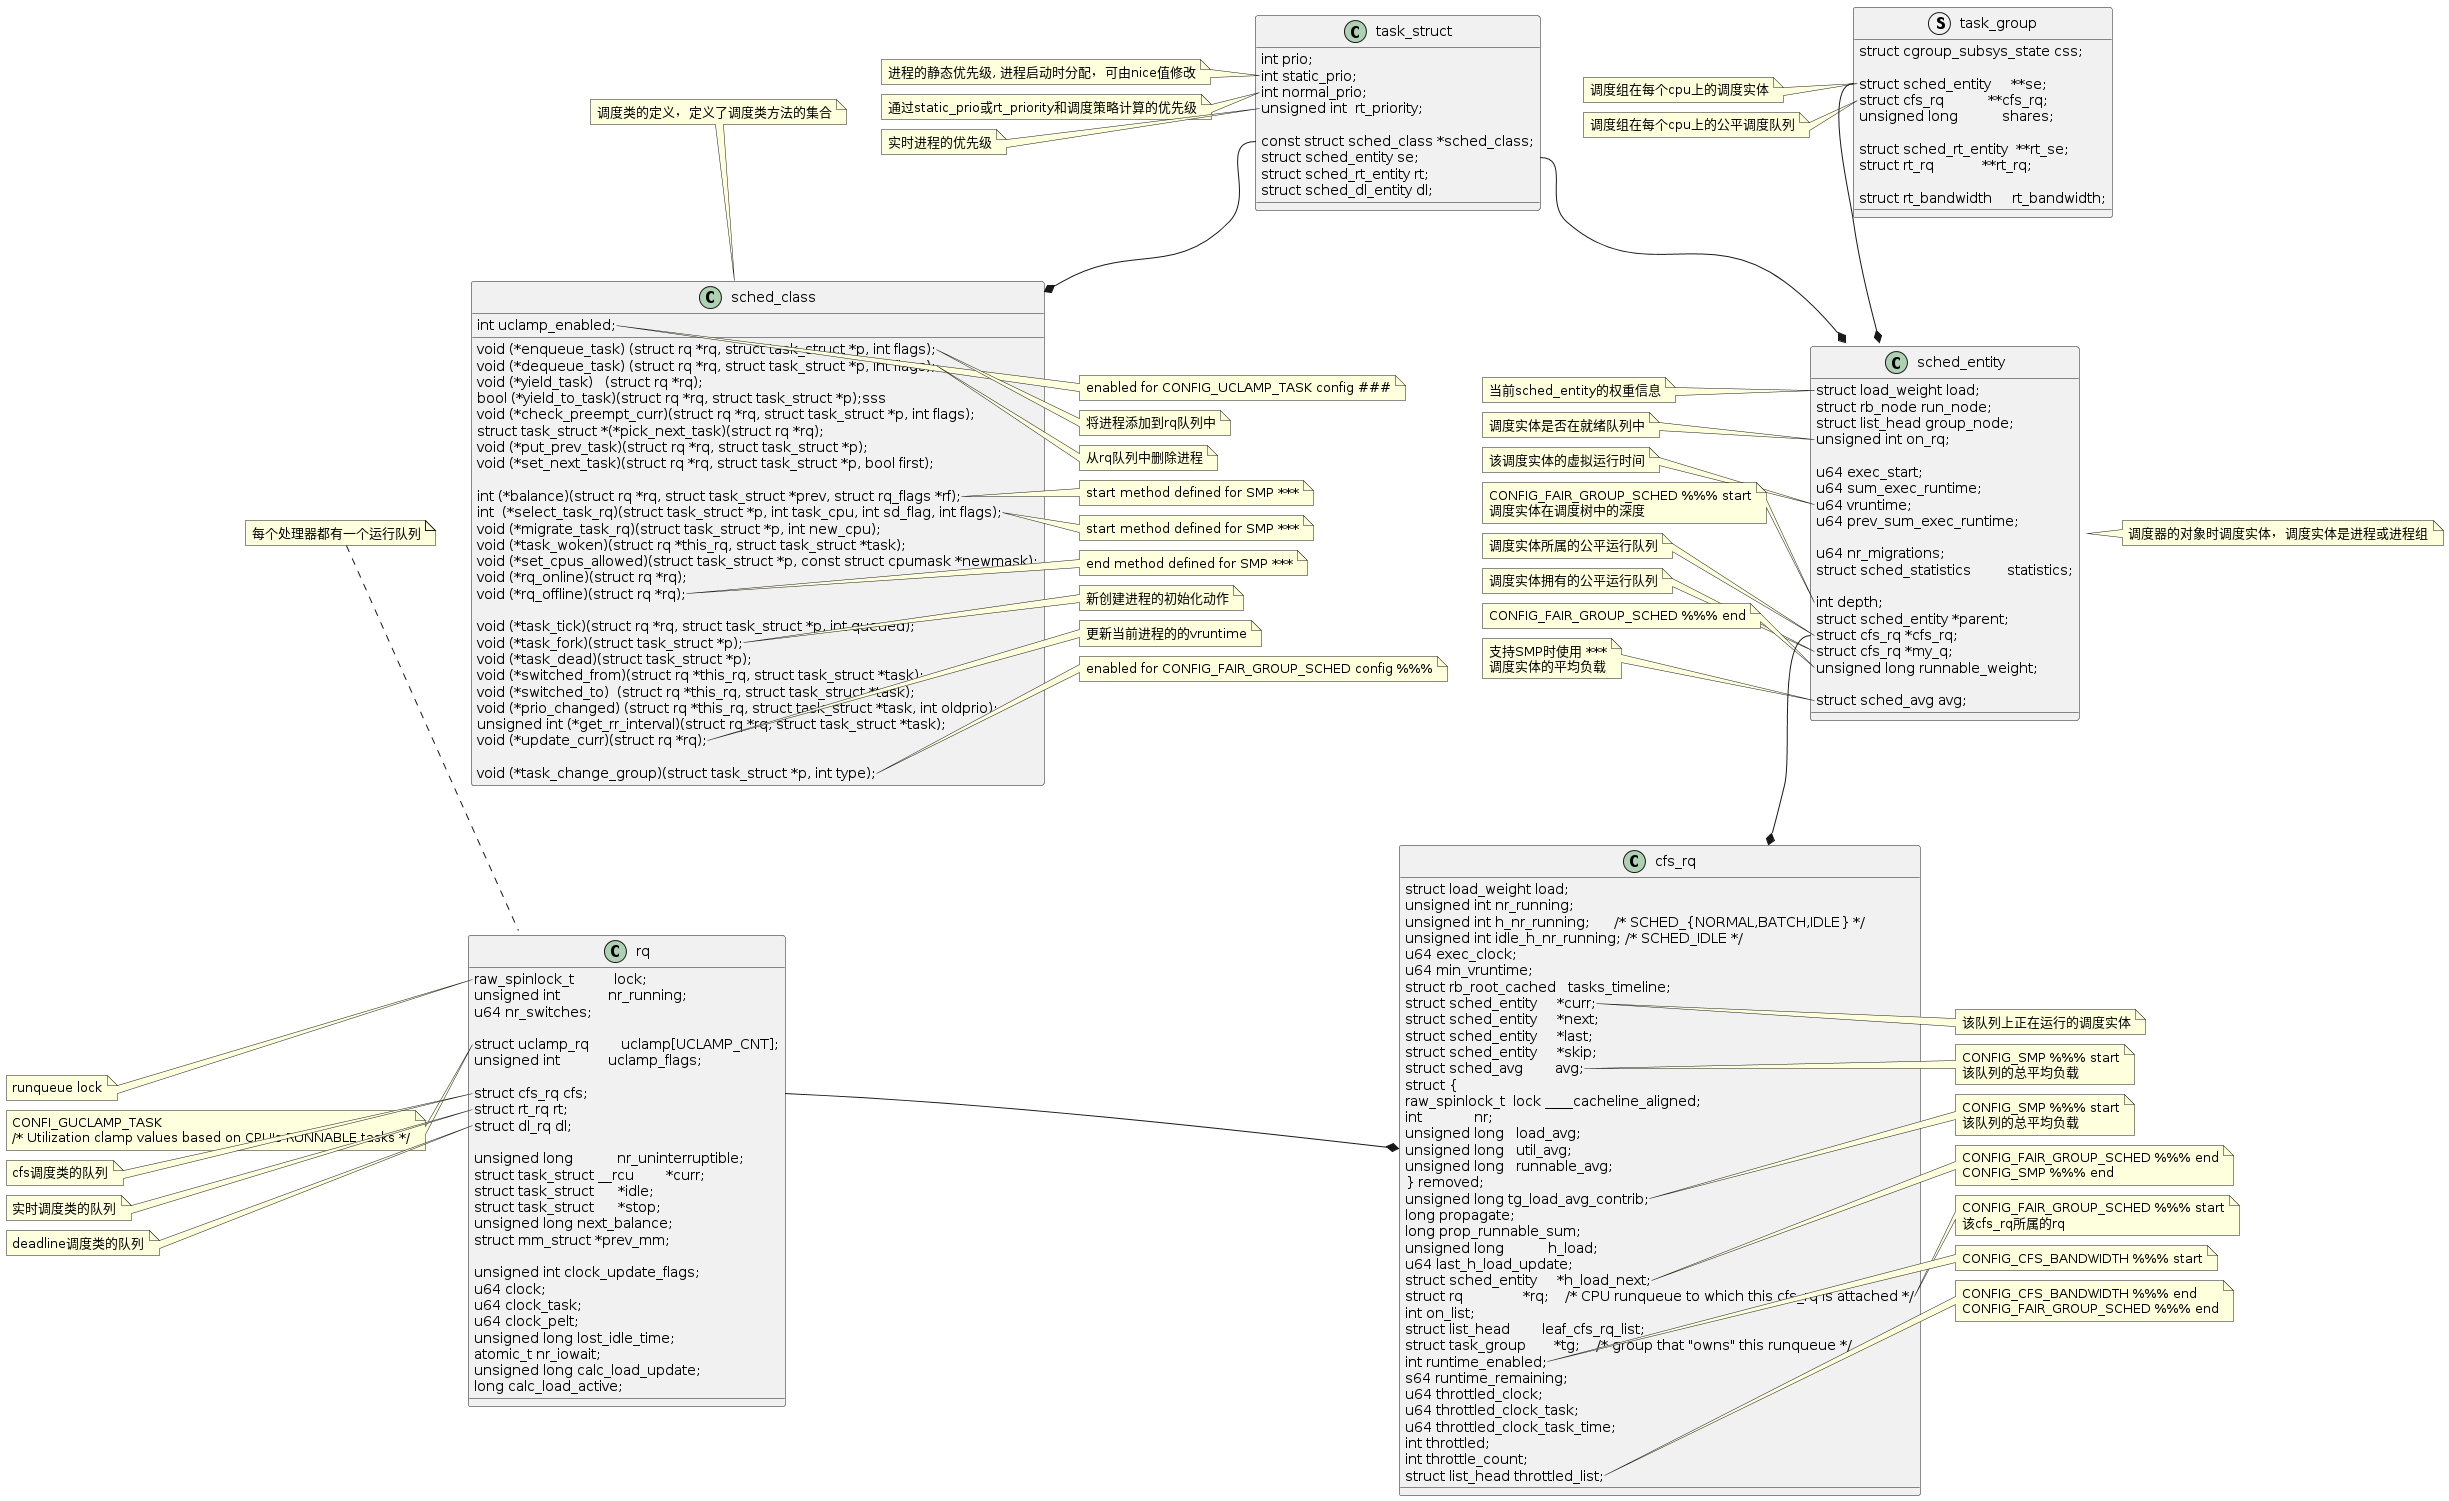 task_struct
int prio;
int static_prio;
int normal_prio;
unsigned int  rt_priority;
const struct sched_class *sched_class;
struct sched_entity se;
struct sched_rt_entity rt;
struct sched_dl_entity dl;
进程的静态优先级, 进程启动时分配，可由nice值修改
通过static_prio或rt_priority和调度策略计算的优先级
实时进程的优先级
task_group
struct cgroup_subsys_state css;
struct sched_entity     **se;
struct cfs_rq           **cfs_rq;
unsigned long           shares;
struct sched_rt_entity  **rt_se;
struct rt_rq            **rt_rq;
struct rt_bandwidth     rt_bandwidth;
调度组在每个cpu上的调度实体
调度组在每个cpu上的公平调度队列
调度类的定义，定义了调度类方法的集合
sched_class
int uclamp_enabled;
void (*enqueue_task) (struct rq *rq, struct task_struct *p, int flags);
void (*dequeue_task) (struct rq *rq, struct task_struct *p, int flags);
void (*yield_task)   (struct rq *rq);
bool (*yield_to_task)(struct rq *rq, struct task_struct *p);sss
void (*check_preempt_curr)(struct rq *rq, struct task_struct *p, int flags);
struct task_struct *(*pick_next_task)(struct rq *rq);
void (*put_prev_task)(struct rq *rq, struct task_struct *p);
void (*set_next_task)(struct rq *rq, struct task_struct *p, bool first);
int (*balance)(struct rq *rq, struct task_struct *prev, struct rq_flags *rf);
int  (*select_task_rq)(struct task_struct *p, int task_cpu, int sd_flag, int flags);
void (*migrate_task_rq)(struct task_struct *p, int new_cpu);
void (*task_woken)(struct rq *this_rq, struct task_struct *task);
void (*set_cpus_allowed)(struct task_struct *p, const struct cpumask *newmask);
void (*rq_online)(struct rq *rq);
void (*rq_offline)(struct rq *rq);
void (*task_tick)(struct rq *rq, struct task_struct *p, int queued);
void (*task_fork)(struct task_struct *p);
void (*task_dead)(struct task_struct *p);
void (*switched_from)(struct rq *this_rq, struct task_struct *task);
void (*switched_to)  (struct rq *this_rq, struct task_struct *task);
void (*prio_changed) (struct rq *this_rq, struct task_struct *task, int oldprio);
unsigned int (*get_rr_interval)(struct rq *rq, struct task_struct *task);
void (*update_curr)(struct rq *rq);
void (*task_change_group)(struct task_struct *p, int type);
enabled for CONFIG_UCLAMP_TASK config ###
将进程添加到rq队列中
从rq队列中删除进程
start method defined for SMP ***
start method defined for SMP ***
end method defined for SMP ***
新创建进程的初始化动作
更新当前进程的的vruntime
enabled for CONFIG_FAIR_GROUP_SCHED config %%%
sched_entity
struct load_weight load;
struct rb_node run_node;
struct list_head group_node;
unsigned int on_rq;
u64 exec_start;
u64 sum_exec_runtime;
u64 vruntime;
u64 prev_sum_exec_runtime;
u64 nr_migrations;
struct sched_statistics         statistics;
int depth;
struct sched_entity *parent;
struct cfs_rq *cfs_rq;
struct cfs_rq *my_q;
unsigned long runnable_weight;
struct sched_avg avg;
当前sched_entity的权重信息
调度实体是否在就绪队列中
该调度实体的虚拟运行时间
CONFIG_FAIR_GROUP_SCHED %%% start
调度实体在调度树中的深度
调度实体所属的公平运行队列
调度实体拥有的公平运行队列
CONFIG_FAIR_GROUP_SCHED %%% end
支持SMP时使用 ***
调度实体的平均负载
调度器的对象时调度实体，调度实体是进程或进程组
每个处理器都有一个运行队列
rq
raw_spinlock_t          lock;
unsigned int            nr_running;
u64 nr_switches;
struct uclamp_rq        uclamp[UCLAMP_CNT];
unsigned int            uclamp_flags;
struct cfs_rq cfs;
struct rt_rq rt;
struct dl_rq dl;
unsigned long           nr_uninterruptible;
struct task_struct __rcu        *curr;
struct task_struct      *idle;
struct task_struct      *stop;
unsigned long next_balance;
struct mm_struct *prev_mm;
unsigned int clock_update_flags;
u64 clock;
u64 clock_task;
u64 clock_pelt;
unsigned long lost_idle_time;
atomic_t nr_iowait;
unsigned long calc_load_update;
long calc_load_active;
runqueue lock
CONFI_GUCLAMP_TASK
/* Utilization clamp values based on CPU's RUNNABLE tasks */
cfs调度类的队列
实时调度类的队列
deadline调度类的队列
cfs_rq
struct load_weight load;
unsigned int nr_running;
unsigned int h_nr_running;      /* SCHED_{NORMAL,BATCH,IDLE} */
unsigned int idle_h_nr_running; /* SCHED_IDLE */
u64 exec_clock;
u64 min_vruntime;
struct rb_root_cached   tasks_timeline;
struct sched_entity     *curr;
struct sched_entity     *next;
struct sched_entity     *last;
struct sched_entity     *skip;
struct sched_avg        avg;
struct {
raw_spinlock_t  lock ____cacheline_aligned;
int             nr;
unsigned long   load_avg;
unsigned long   util_avg;
unsigned long   runnable_avg;
} removed;
unsigned long tg_load_avg_contrib;
long propagate;
long prop_runnable_sum;
unsigned long           h_load;
u64 last_h_load_update;
struct sched_entity     *h_load_next;
struct rq               *rq;    /* CPU runqueue to which this cfs_rq is attached */
int on_list;
struct list_head        leaf_cfs_rq_list;
struct task_group       *tg;    /* group that "owns" this runqueue */
int runtime_enabled;
s64 runtime_remaining;
u64 throttled_clock;
u64 throttled_clock_task;
u64 throttled_clock_task_time;
int throttled;
int throttle_count;
struct list_head throttled_list;
该队列上正在运行的调度实体
CONFIG_SMP %%% start
该队列的总平均负载
CONFIG_SMP %%% start
该队列的总平均负载
CONFIG_FAIR_GROUP_SCHED %%% end
CONFIG_SMP %%% end
CONFIG_FAIR_GROUP_SCHED %%% start
该cfs_rq所属的rq
CONFIG_CFS_BANDWIDTH %%% start
CONFIG_CFS_BANDWIDTH %%% end
CONFIG_FAIR_GROUP_SCHED %%% end